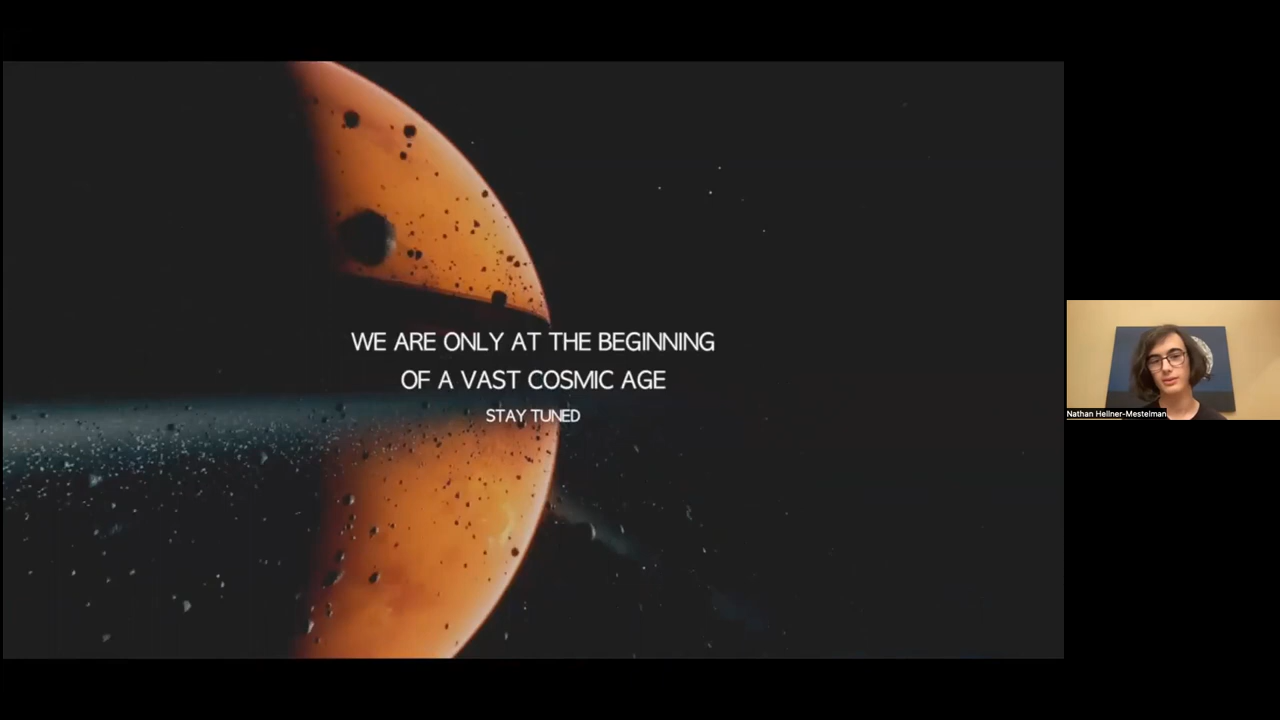 WE ARE ONLY AT THE BEGINNING
OF A VAST COSMIC AGE
STAY TUNED
Nathan Hellner-Mestelman